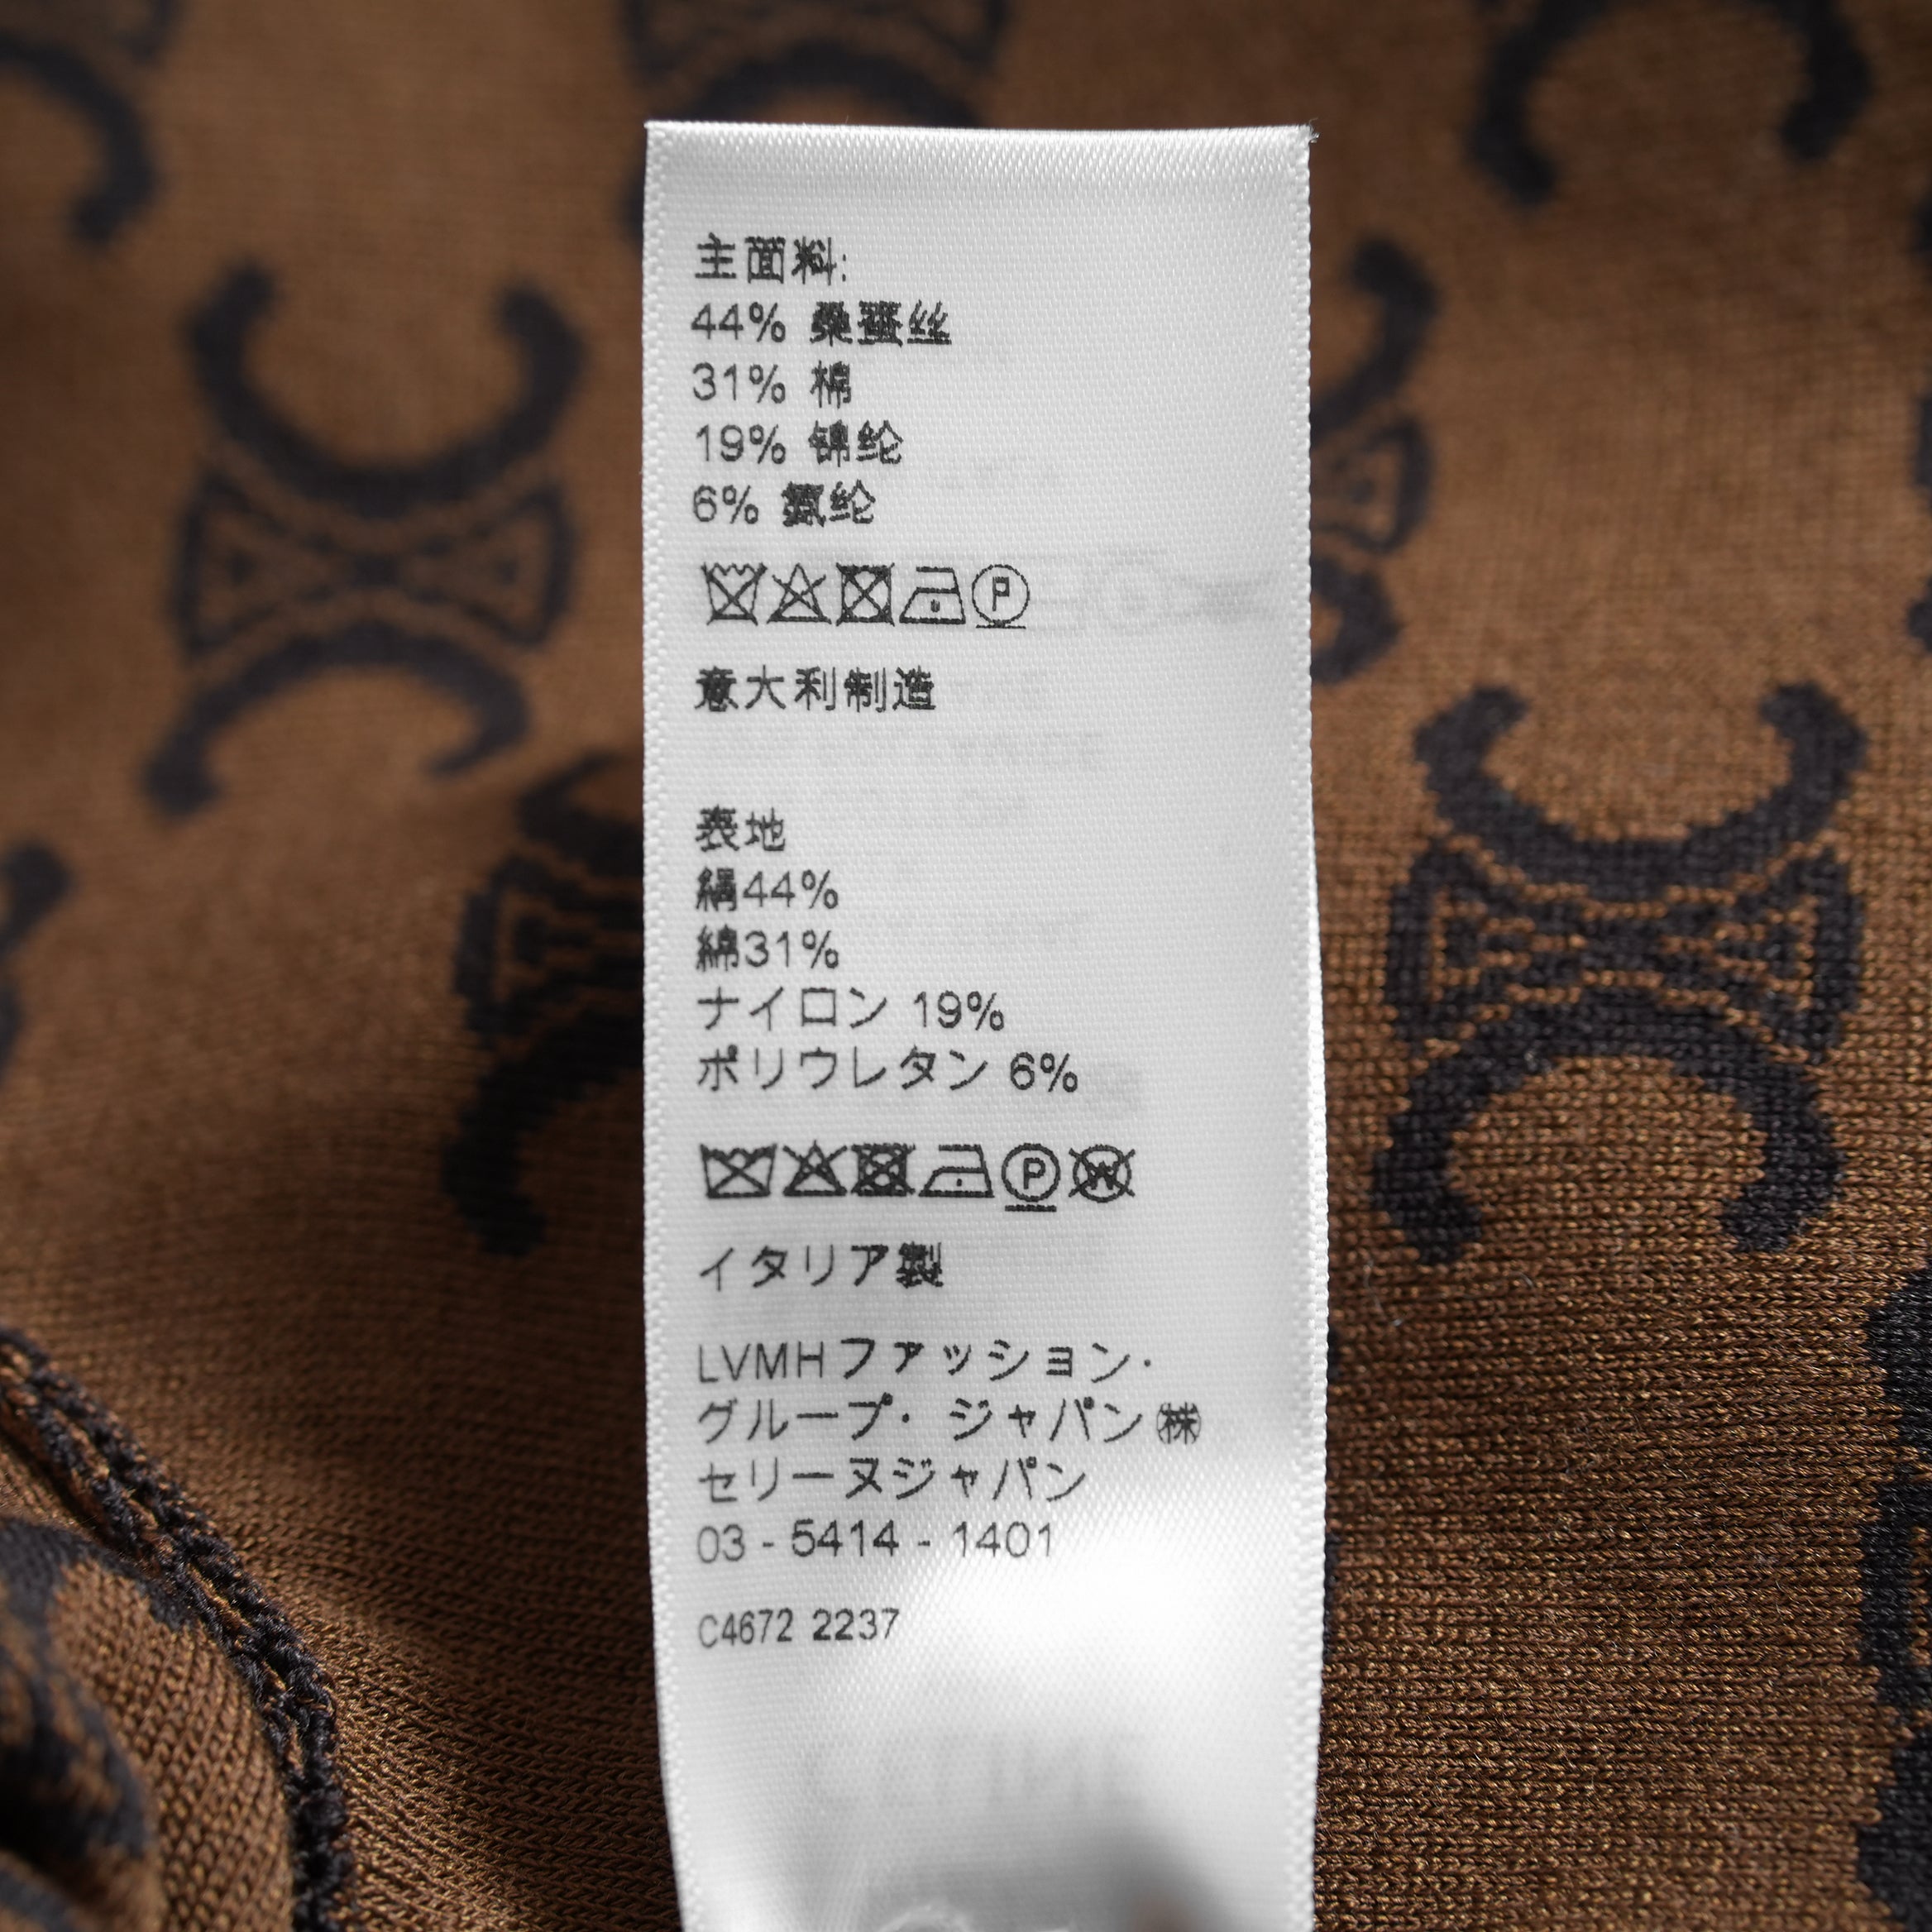 主面料:
44% 桑蚕丝
31% 棉
19% 锦纶
6% 氨纶
意大利制造
表地
絹44%
綿31%
ナイロン 19%
ポリウレタン 6%
イタリア製
LVMHファッション・
グループ・ ジャパン㈱
セリーヌジャパン
03 - 5414 - 1401
C4672 2237